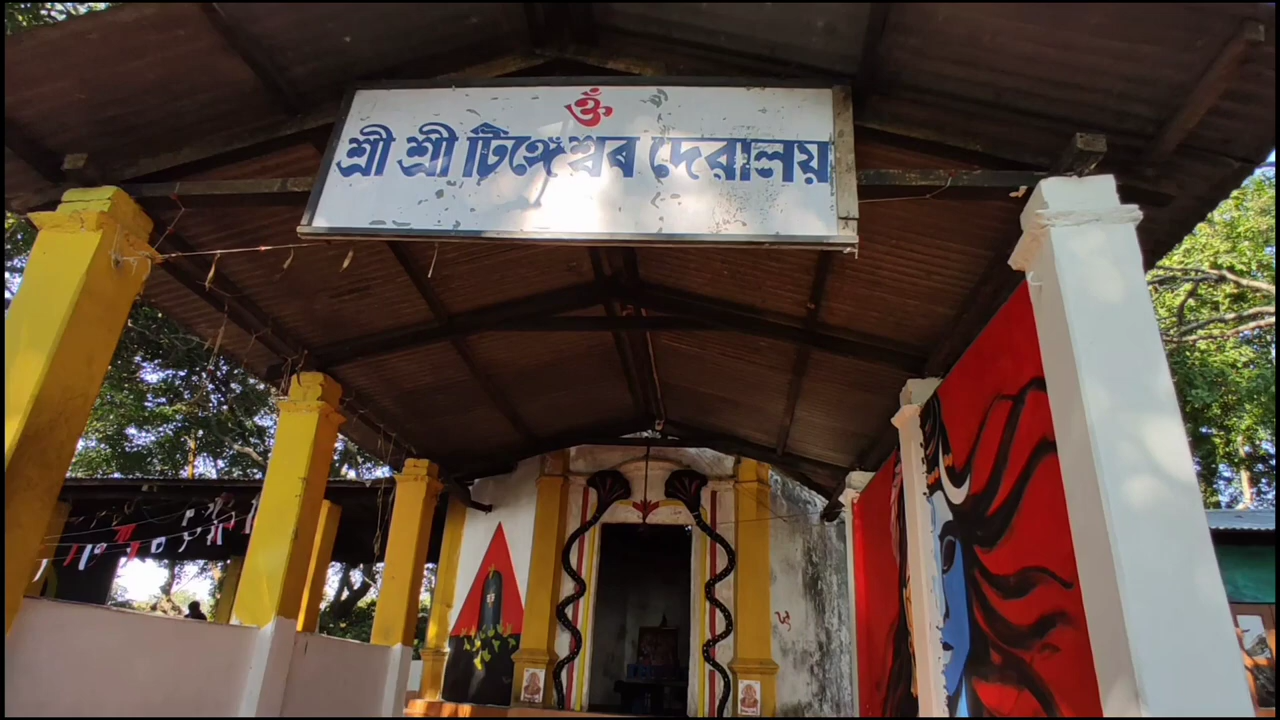 ওঁ
শ্ৰী শ্ৰী টিঙ্গেশ্বৰ দেৱালয়